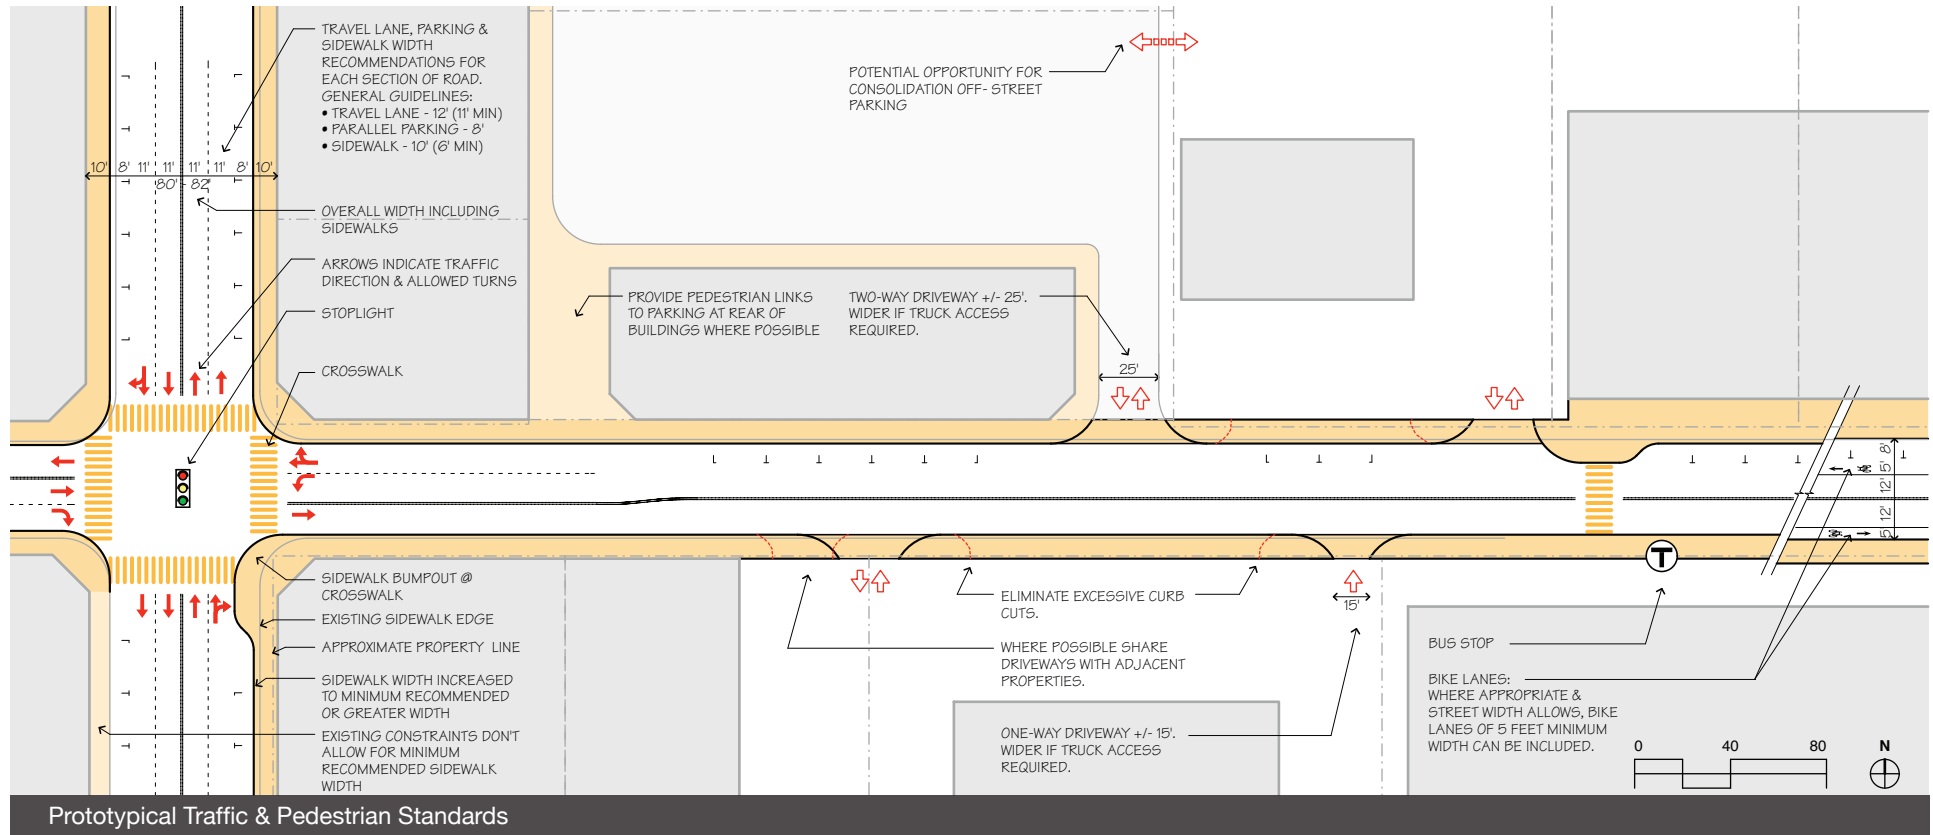 TRAVEL LANE, PARKING &
SIDEWALK WIDTH
RECOMMENDATIONS FOR
EACH SECTION OF ROAD.
GENERAL GUIDELINES:
• TRAVEL LANE - 12' (11' MIN)
• PARALLEL PARKING - 8'
• SIDEWALK - 10' (6' MIN)
10' 8' 11' 11' 11' 11' 8' 10'
80' - 82'
OVERALL WIDTH INCLUDING
SIDEWALKS
ARROWS INDICATE TRAFFIC
DIRECTION & ALLOWED TURNS
STOPLIGHT
CROSSWALK
POTENTIAL OPPORTUNITY FOR
CONSOLIDATION OFF- STREET
PARKING
PROVIDE PEDESTRIAN LINKS
TO PARKING AT REAR OF
BUILDINGS WHERE POSSIBLE
TWO-WAY DRIVEWAY +/- 25'.
WIDER IF TRUCK ACCESS
REQUIRED.
25'
5' 12' 12' 5' 8'
SIDEWALK BUMPOUT @
CROSSWALK
EXISTING SIDEWALK EDGE
APPROXIMATE PROPERTY LINE
SIDEWALK WIDTH INCREASED
TO MINIMUM RECOMMENDED
OR GREATER WIDTH
EXISTING CONSTRAINTS DON'T
ALLOW FOR MINIMUM
RECOMMENDED SIDEWALK
WIDTH
ELIMINATE EXCESSIVE CURB
CUTS.
WHERE POSSIBLE SHARE
DRIVEWAYS WITH ADJACENT
PROPERTIES.
ONE-WAY DRIVEWAY +/- 15'.
WIDER IF TRUCK ACCESS
REQUIRED.
15'
T
BUS STOP
BIKE LANES:
WHERE APPROPRIATE &
STREET WIDTH ALLOWS, BIKE
LANES OF 5 FEET MINIMUM
WIDTH CAN BE INCLUDED.
0 40 80
N
Prototypical Traffic & Pedestrian Standards